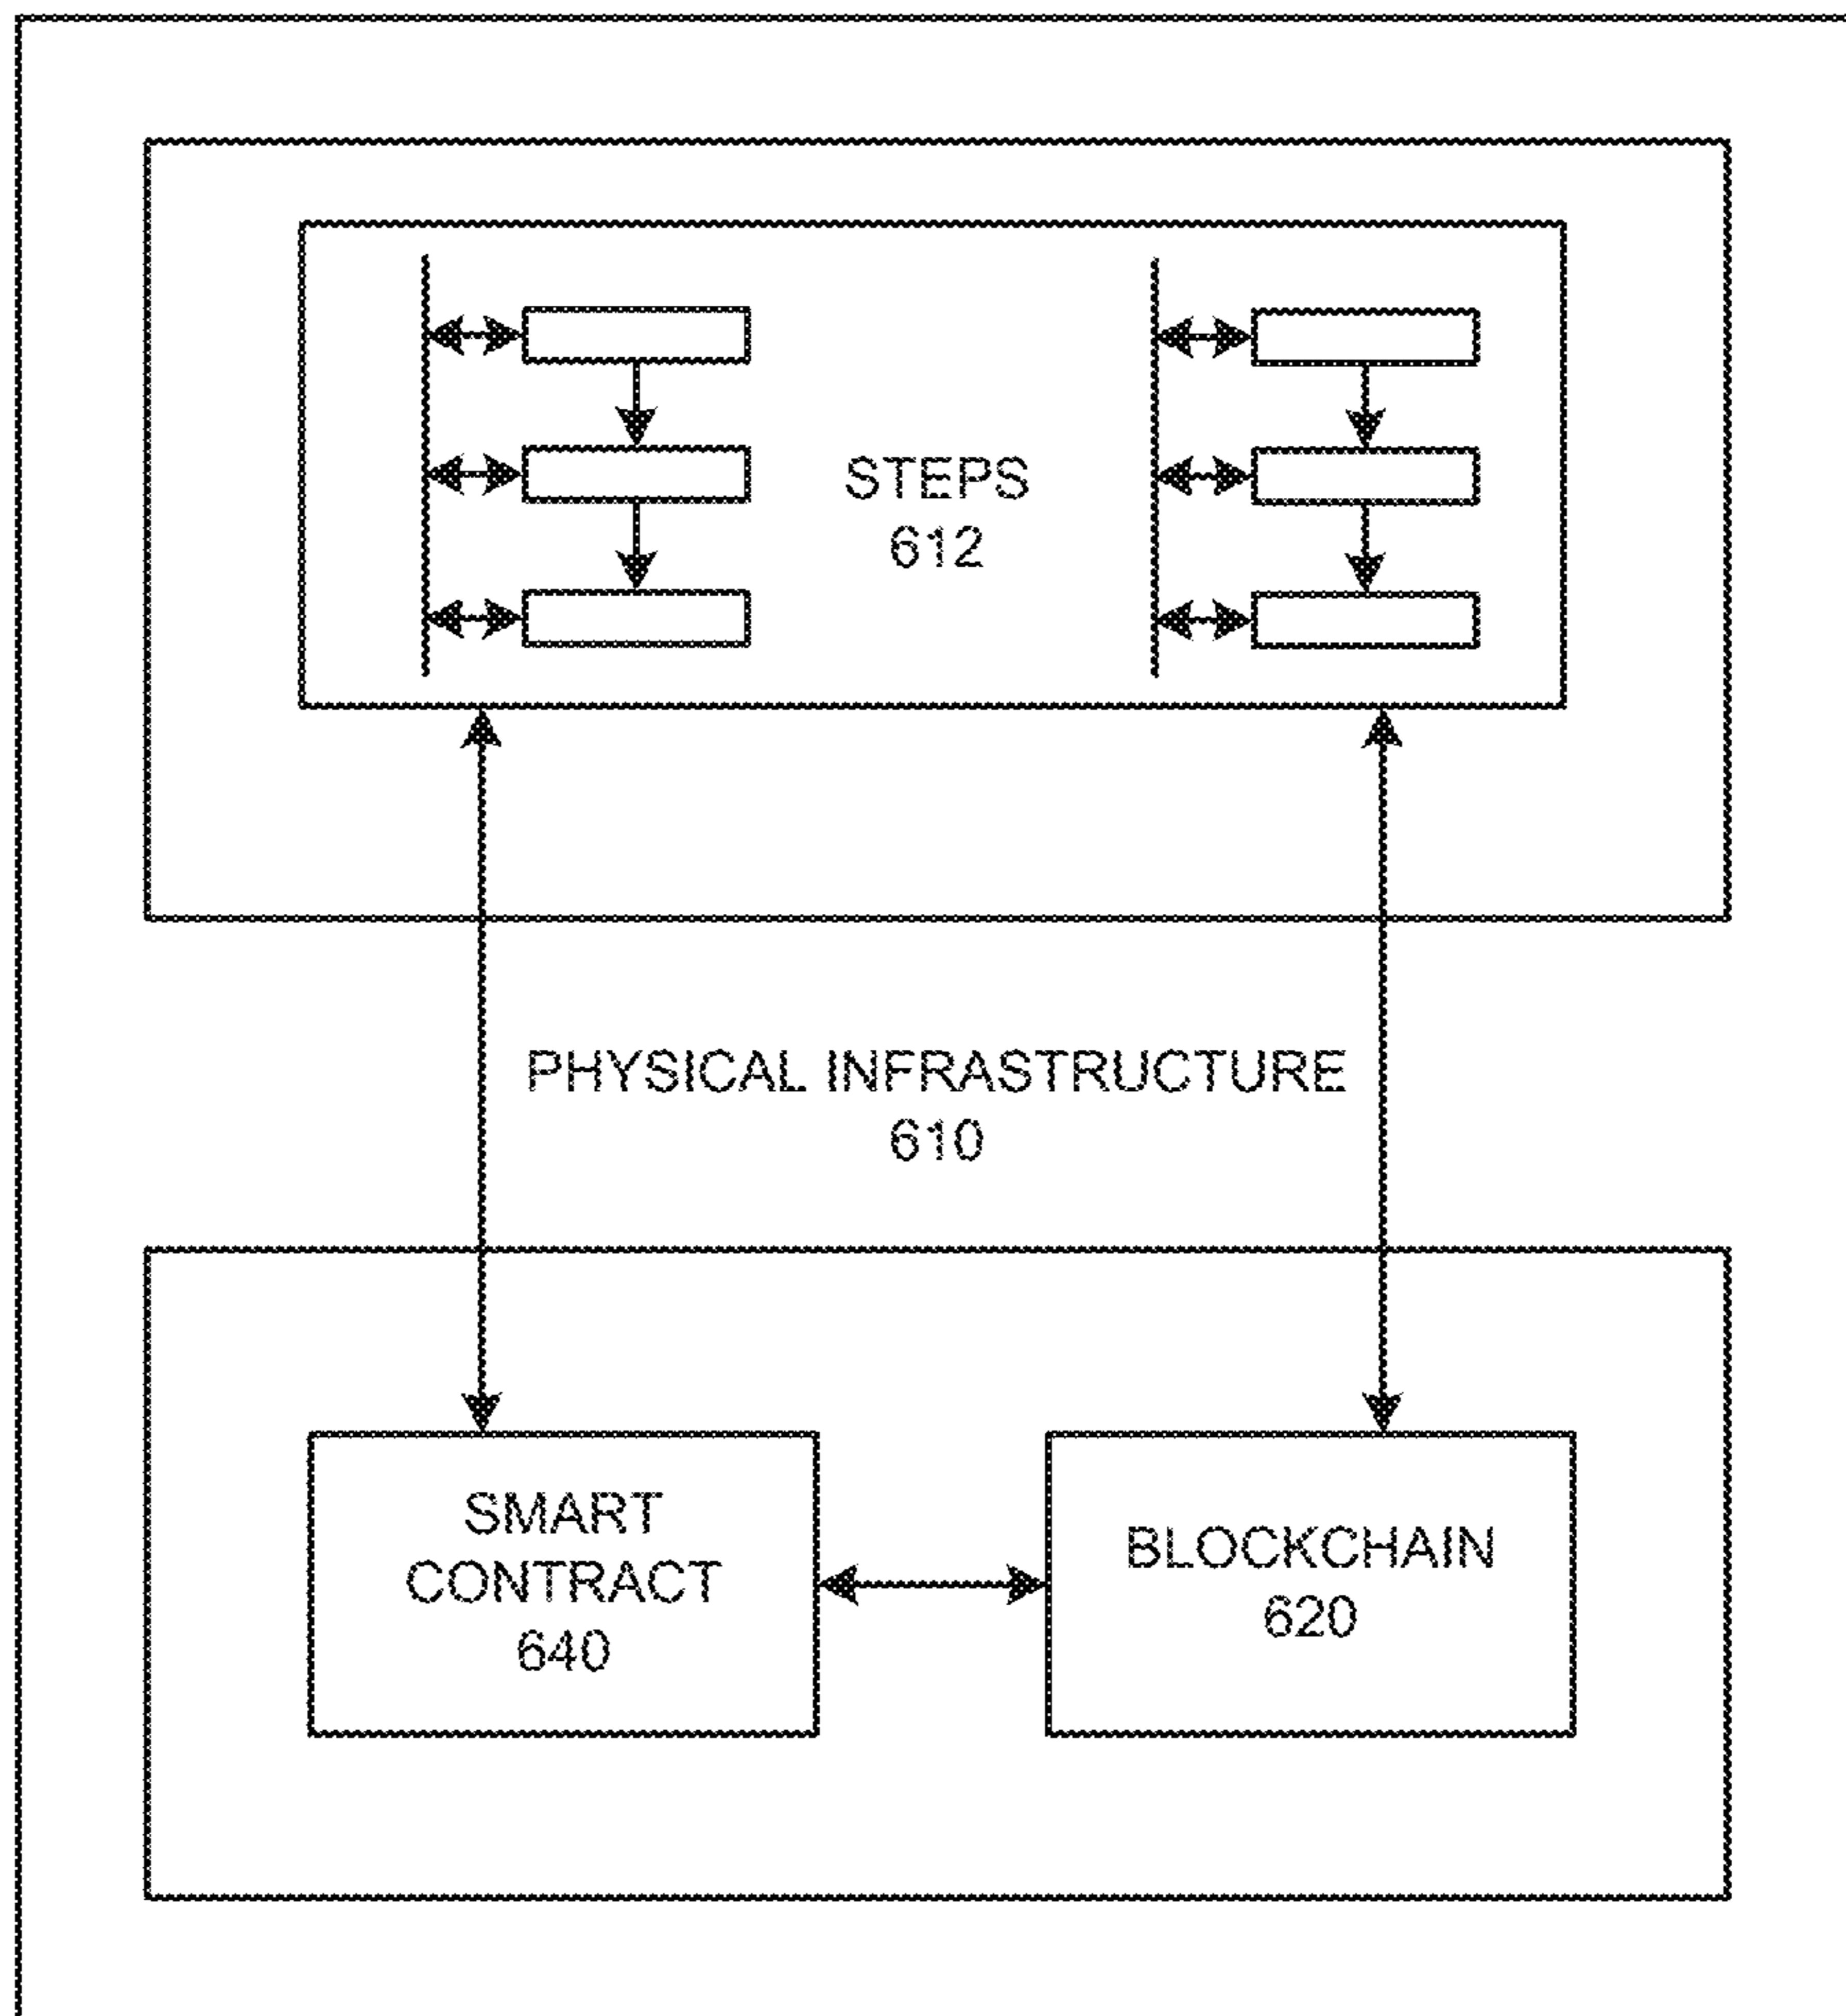 STEPS
612
PHYSICAL INFRASTRUCTURE
610
SMART
CONTRACT
640
BLOCKCHAIN
620